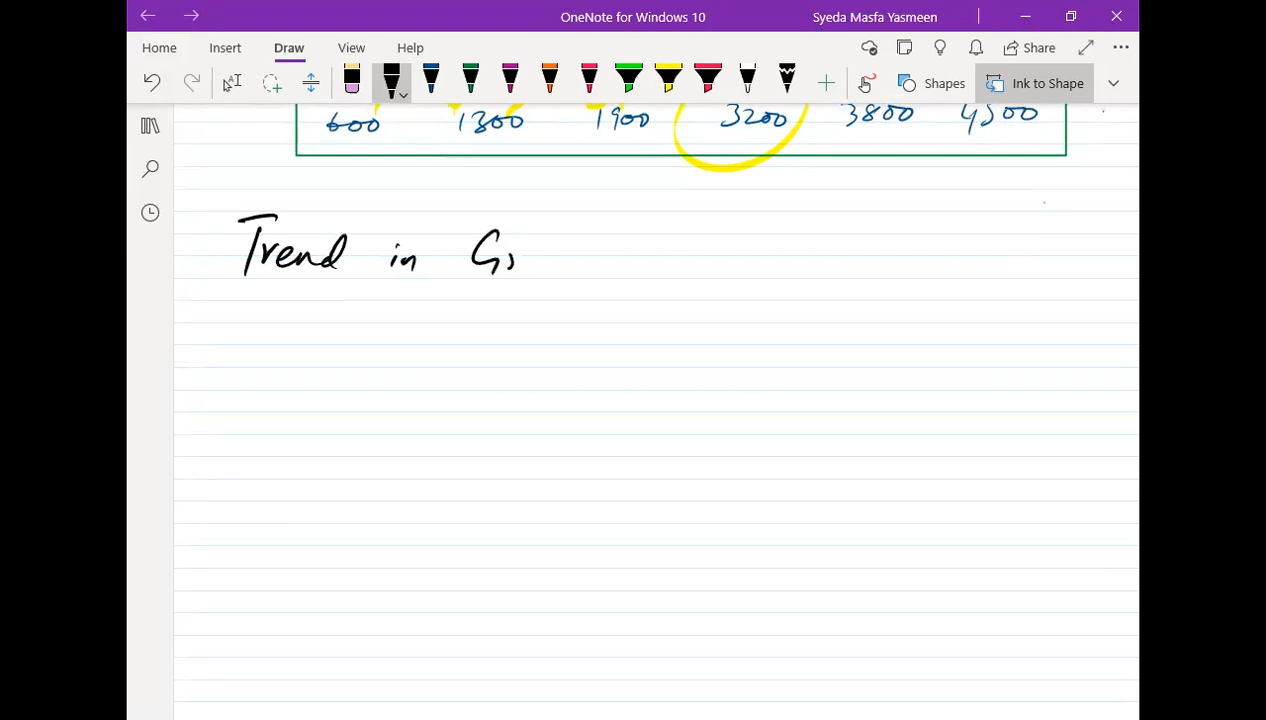 OneNote for Windows 10
Syeda Masfa Yasmeen
Home Insert Draw View Help
Share
Shapes
Ink to Shape
600 1300 1900 3200 3800 4500
Trend in G